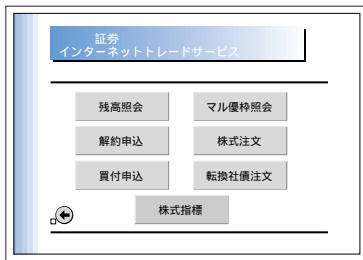 証券
インターネットトレードサービス
残高照会
マル優枠照会
解約申込
株式注文
買付申込
転換社債注文
株式指標